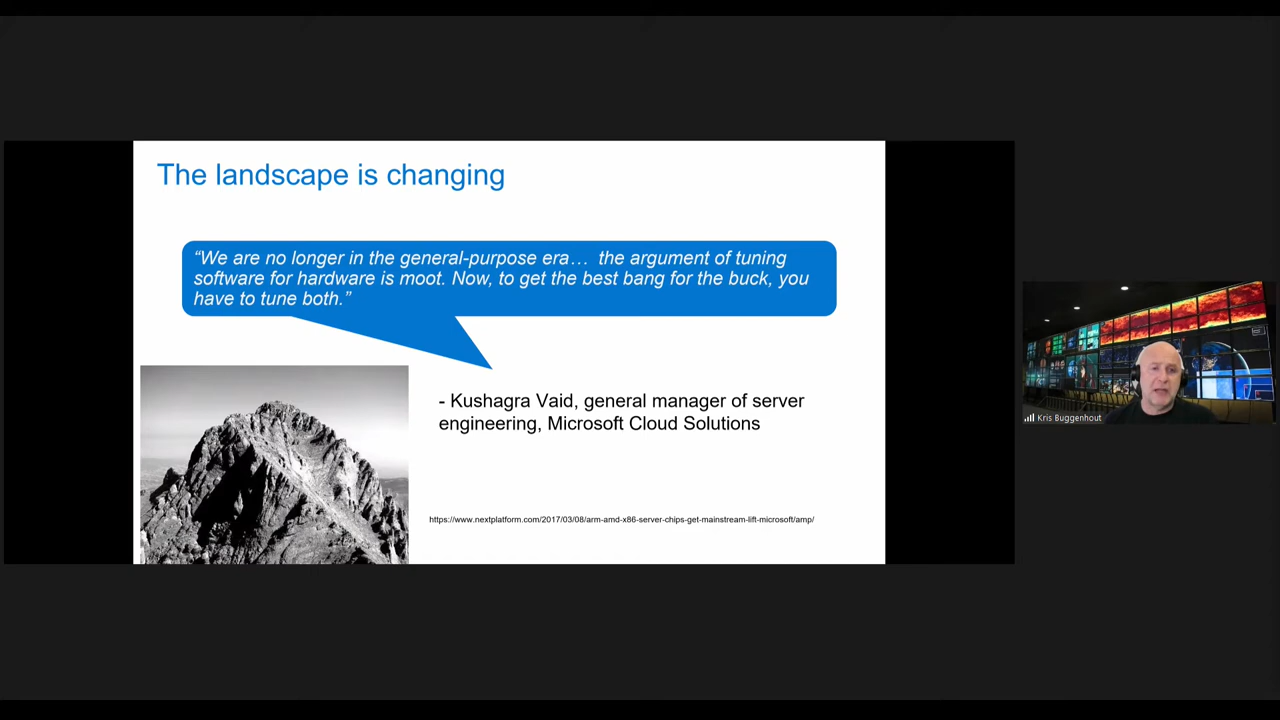 The landscape is changing
“We are no longer in the general-purpose era… the argument of tuning
software for hardware is moot. Now, to get the best bang for the buck, you
have to tune both.”
- Kushagra Vaid, general manager of server
engineering, Microsoft Cloud Solutions
https://www.nextplatform.com/2017/03/08/arm-amd-x86-server-chips-get-mainstream-lift-microsoft/amp/
Kris Buggenhout